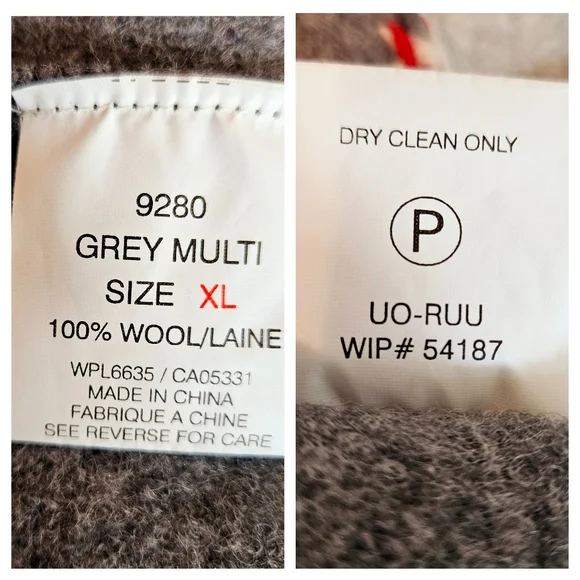 9280
GREY MULTI
SIZE XL
100% WOOL/LAINE
WPL6635 / CA05331
MADE IN CHINA
FABRIQUE A CHINE
SEE REVERSE FOR CARE
DRY CLEAN ONLY
P
UO-RUU
WIP# 54187